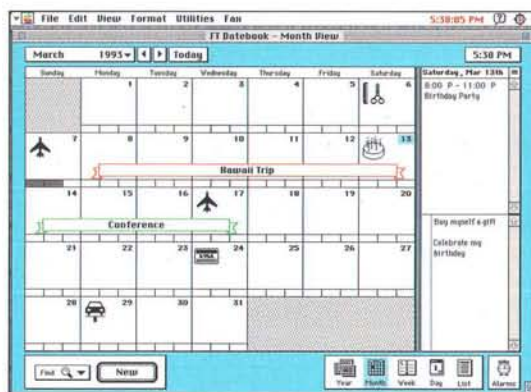 File Edit View Format Utilities Fan 5:38:05 PM
FT Datebook – Month View
March 1993 Today 5:38 PM
Sunday Monday Tuesday Wednesday Thursday Friday Saturday
1 2 3 4 5 6
7 8 9 10 11 12 13
Hawaii Trip
14 15 16 17 18 19 20
Conference
21 22 23 24 25 26 27
VISA
28 29 30 31
Saturday, Mar 13th
8:00 P – 11:00 P
Birthday Party
Buy myself a gift
Celebrate my
birthday
Find New
Year Month Week Day List Alarms